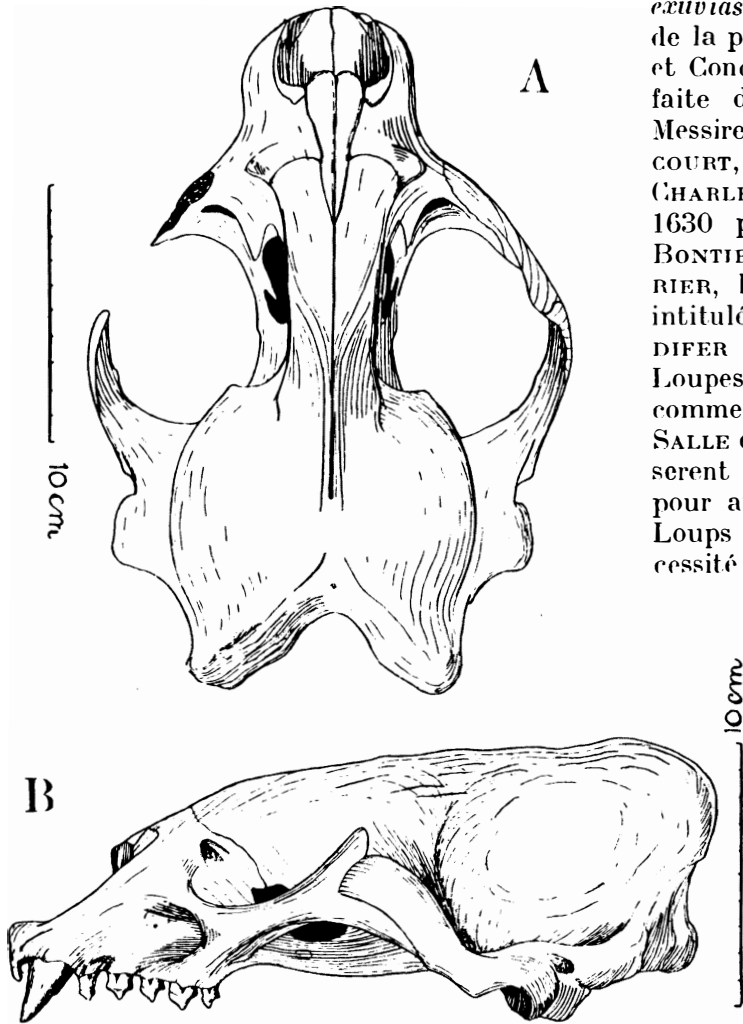 A
10 cm
exuvias
de la p
et Conc
faite d
Messire
COURT,
CHARLE
1630 p
BONTIE
RIER, l
intitulé
DIFER
Loupes
comme
SALLE
serent
pour a
Loups
cessité
B
10 cm